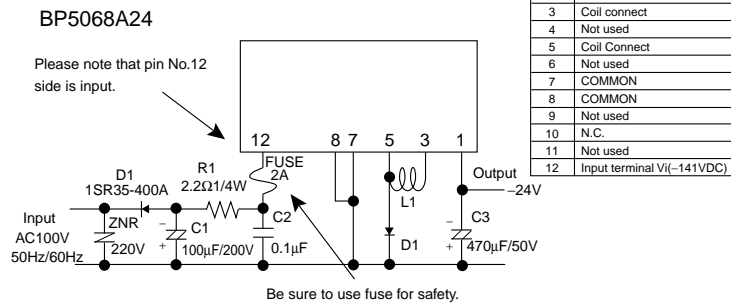 BP5068A24
Please note that pin No.12
side is input.
12 8 7 5 3 1
FUSE
2A
D1
1SR35-400A
R1
2.2Ω1/4W
L1
Output
−24V
Input
AC100V
50Hz/60Hz
ZNR
220V
−
+
C1
100μF/200V
C2
0.1μF
D1
−
+
C3
470μF/50V
Be sure to use fuse for safety.
3 Coil connect
4 Not used
5 Coil Connect
6 Not used
7 COMMON
8 COMMON
9 Not used
10 N.C.
11 Not used
12 Input terminal Vi(−141VDC)